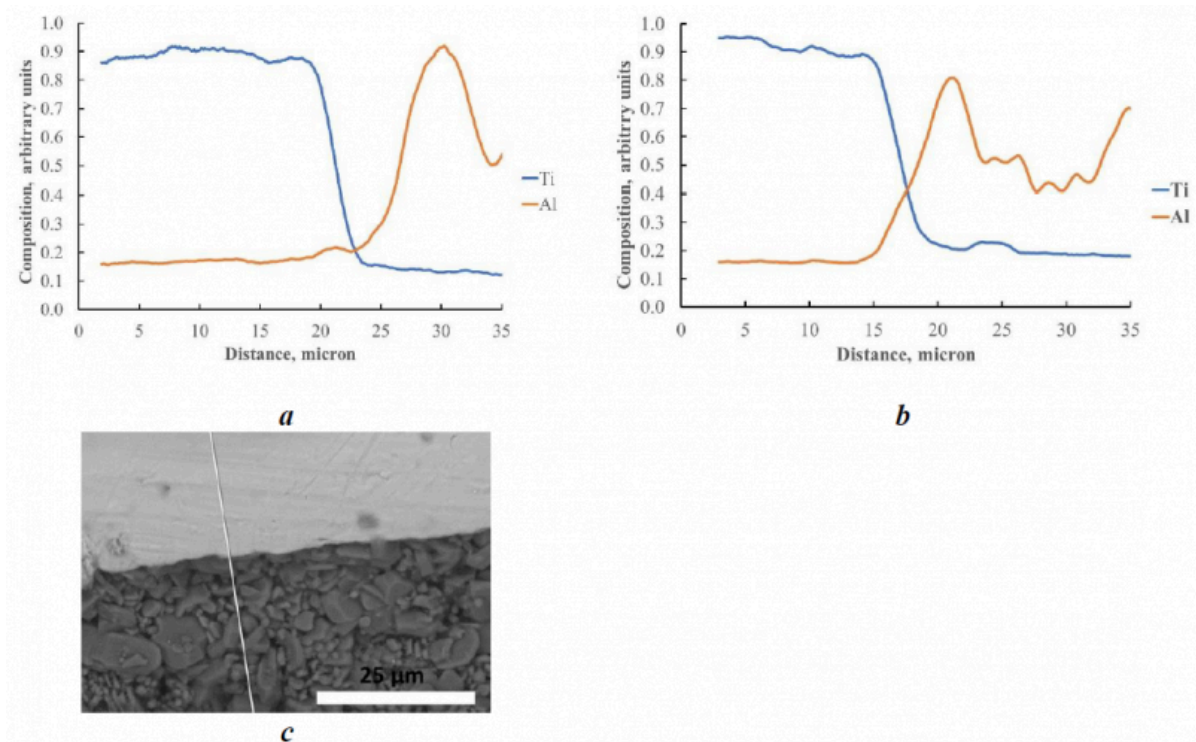 1.0
0.9
0.8
0.7
0.6
0.5
0.4
0.3
0.2
0.1
0.0
Composition, arbitrary units
0 5 10 15 20 25 30 35
Distance, micron
Ti
Al
a
1.0
0.9
0.8
0.7
0.6
0.5
0.4
0.3
0.2
0.1
0.0
Composition, arbitrry units
0 5 10 15 20 25 30 35
Distance, micron
Ti
Al
b
25 µm
c